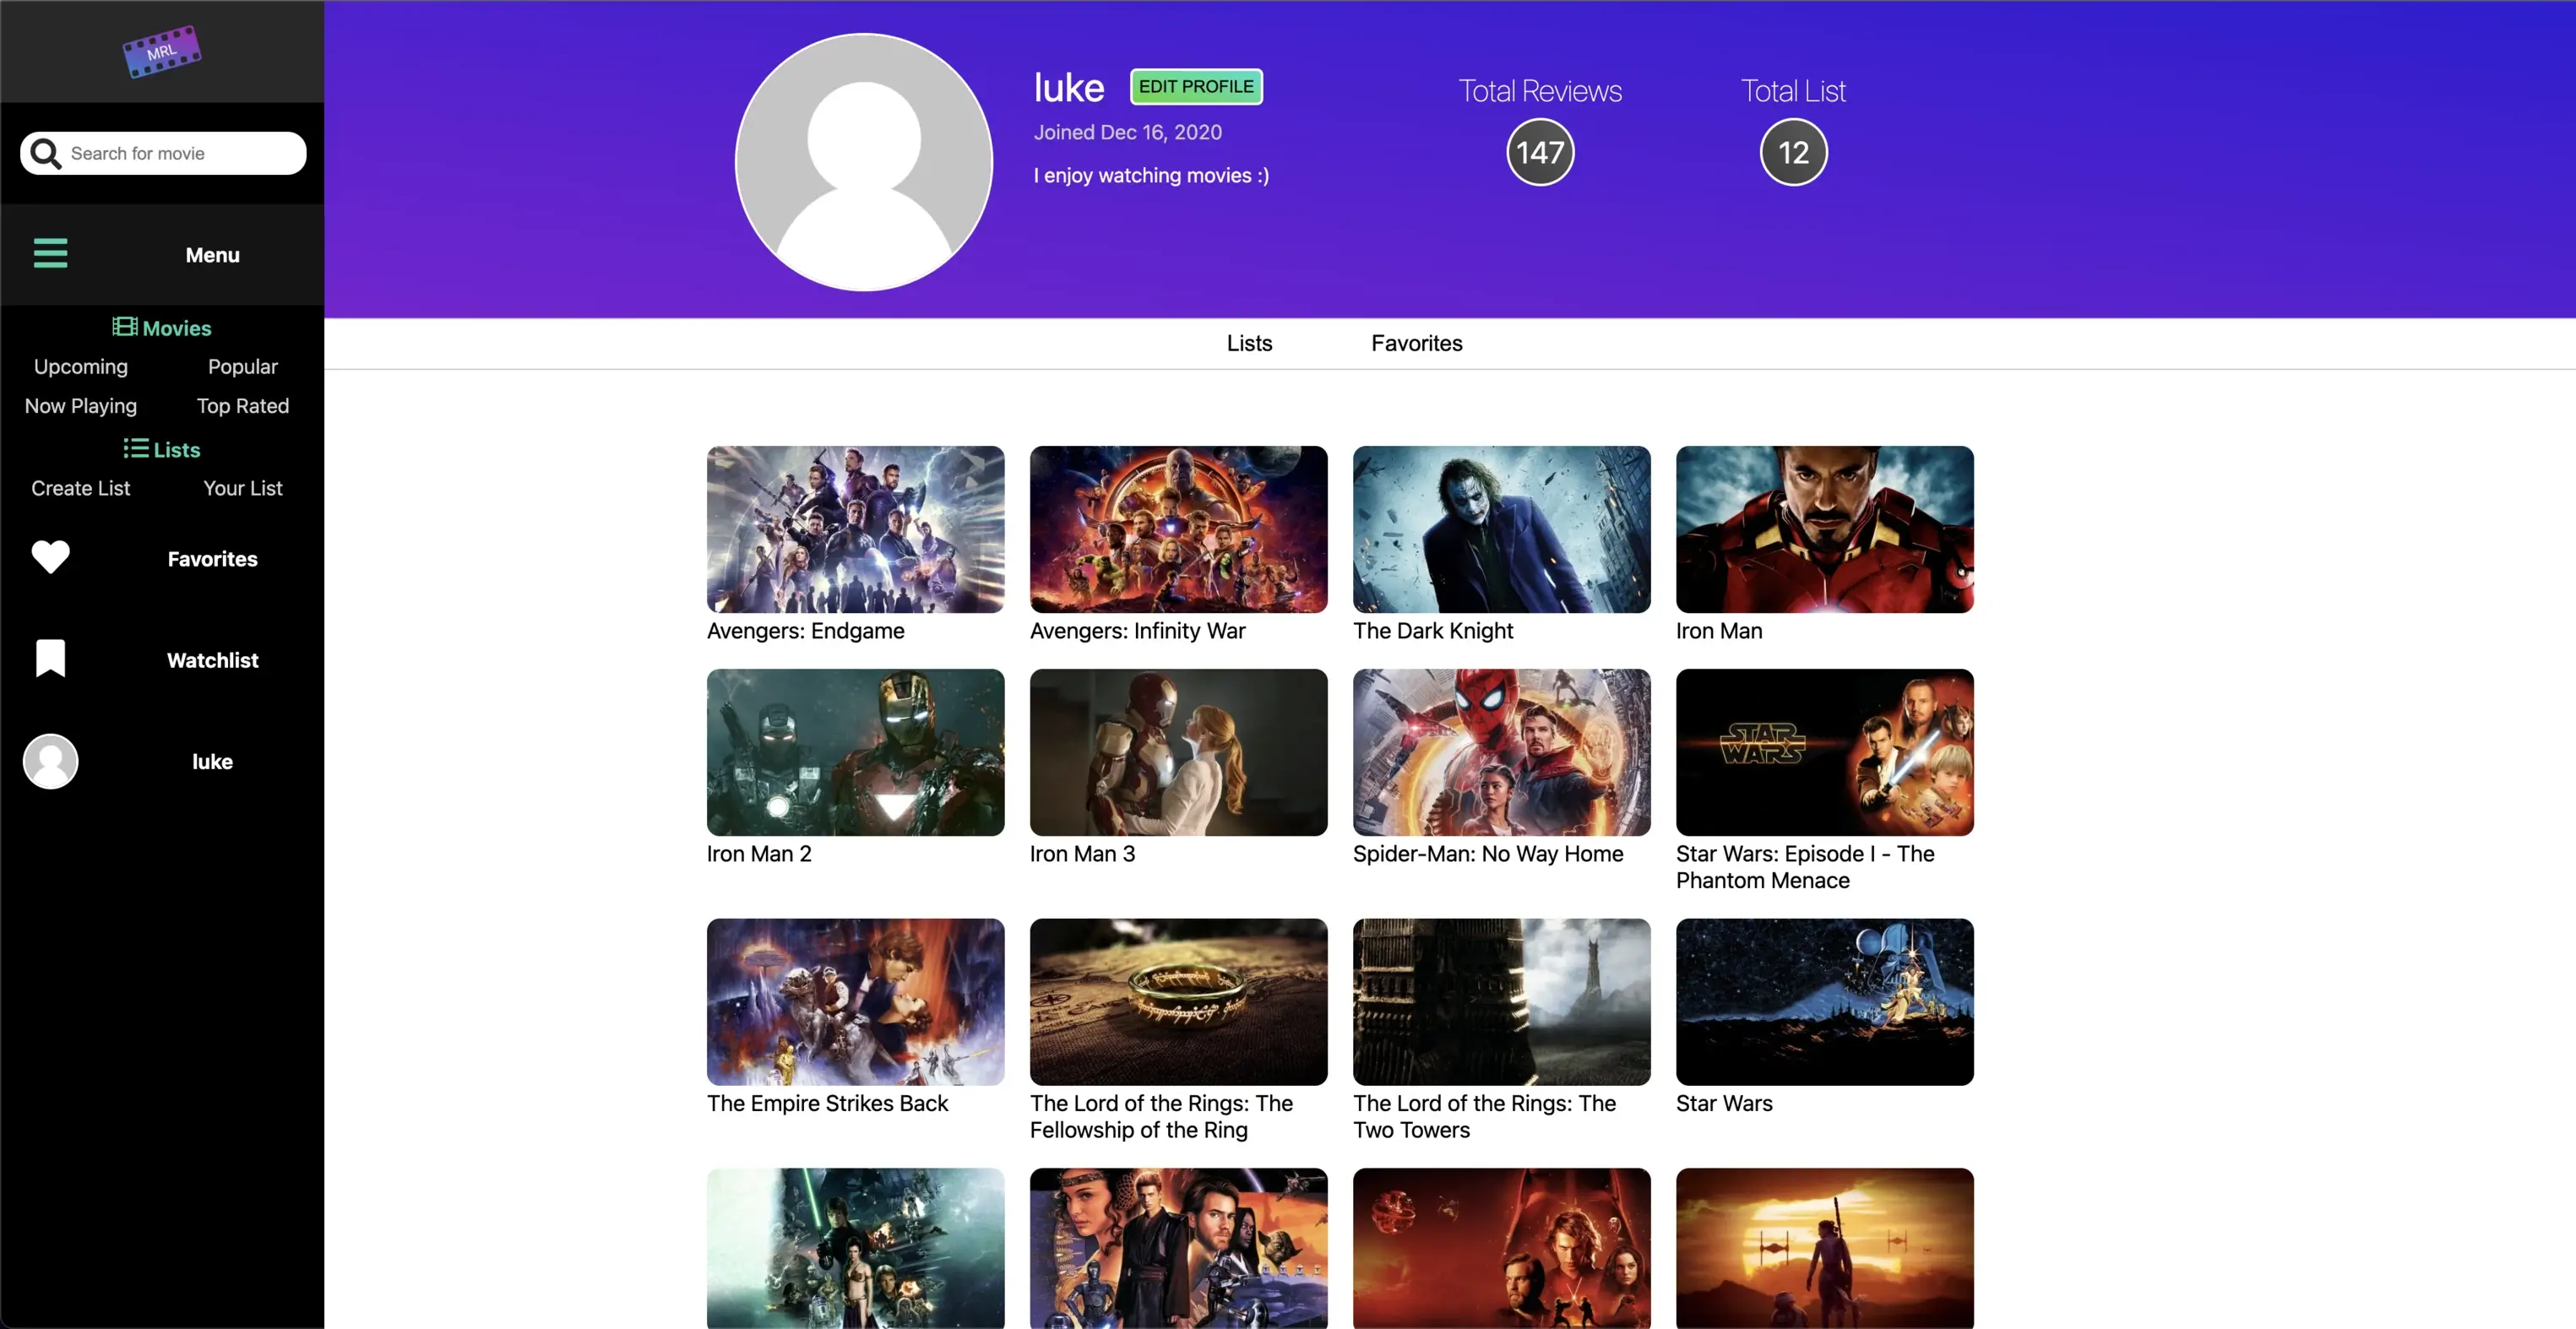 MRL
Search for movie
Menu
Movies
Upcoming Popular
Now Playing Top Rated
Lists
Create List Your List
Favorites
Watchlist
luke
luke EDIT PROFILE
Joined Dec 16, 2020
I enjoy watching movies :)
Total Reviews
147
Total List
12
Lists Favorites
Avengers: Endgame
Avengers: Infinity War
The Dark Knight
Iron Man
Iron Man 2
Iron Man 3
Spider-Man: No Way Home
STAR
WARS
Star Wars: Episode I - The
Phantom Menace
The Empire Strikes Back
The Lord of the Rings: The
Fellowship of the Ring
The Lord of the Rings: The
Two Towers
Star Wars